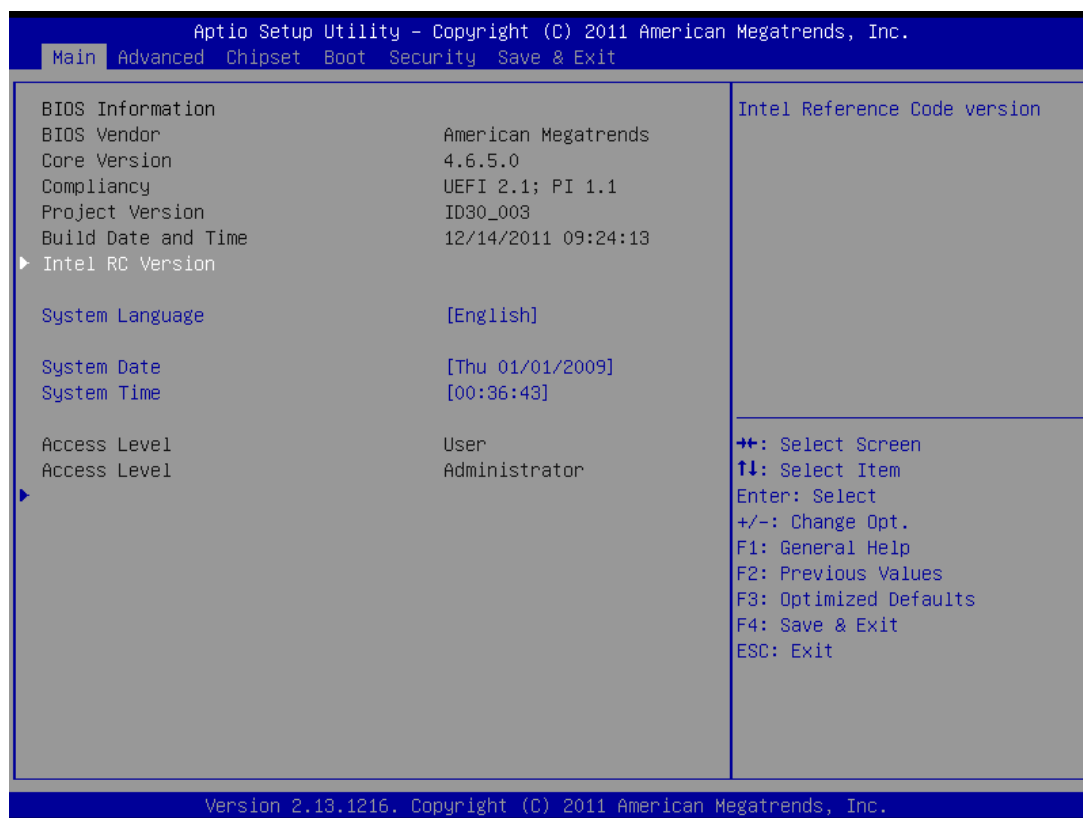 Aptio Setup Utility – Copyright (C) 2011 American Megatrends, Inc.
Main Advanced Chipset Boot Security Save & Exit
BIOS Information
BIOS Vendor American Megatrends
Core Version 4.6.5.0
Compliancy UEFI 2.1; PI 1.1
Project Version ID30_003
Build Date and Time 12/14/2011 09:24:13
▶ Intel RC Version
System Language [English]
System Date [Thu 01/01/2009]
System Time [00:36:43]
Access Level User
Access Level Administrator
▶
Intel Reference Code version
→←: Select Screen
↑↓: Select Item
Enter: Select
+/-: Change Opt.
F1: General Help
F2: Previous Values
F3: Optimized Defaults
F4: Save & Exit
ESC: Exit
Version 2.13.1216. Copyright (C) 2011 American Megatrends, Inc.